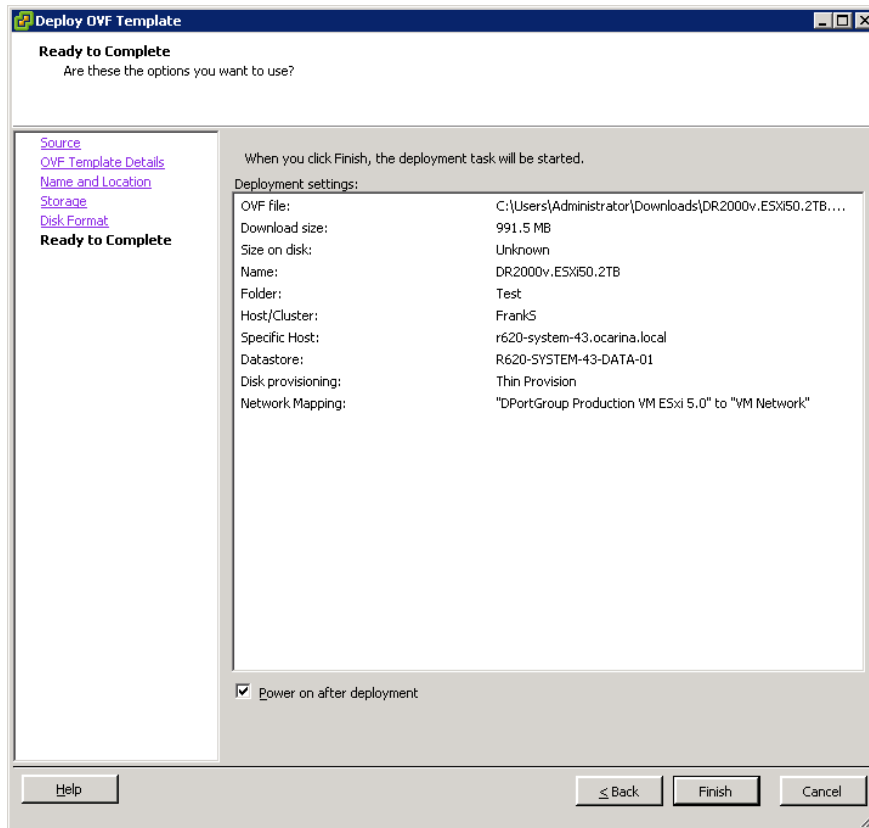 Deploy OVF Template
Ready to Complete
Are these the options you want to use?
Source
OVF Template Details
Name and Location
Storage
Disk Format
Ready to Complete
When you click Finish, the deployment task will be started.
Deployment settings:
OVF file: C:\Users\Administrator\Downloads\DR2000v.ESXi50.2TB....
Download size: 991.5 MB
Size on disk: Unknown
Name: DR2000v.ESXi50.2TB
Folder: Test
Host/Cluster: FrankS
Specific Host: r620-system-43.ocarina.local
Datastore: R620-SYSTEM-43-DATA-01
Disk provisioning: Thin Provision
Network Mapping: "DPortGroup Production VM ESxi 5.0" to "VM Network"
Power on after deployment
Help
< Back
Finish
Cancel